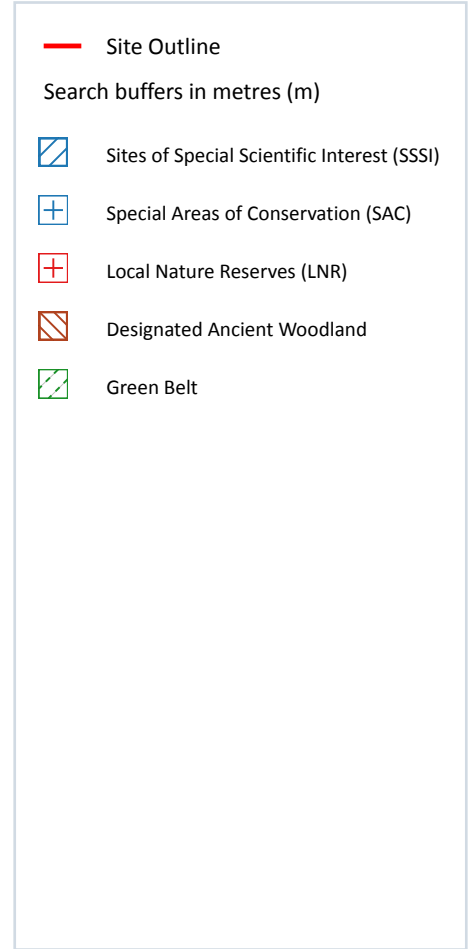 Site Outline
Search buffers in metres (m)
Sites of Special Scientific Interest (SSSI)
Special Areas of Conservation (SAC)
Local Nature Reserves (LNR)
Designated Ancient Woodland
Green Belt